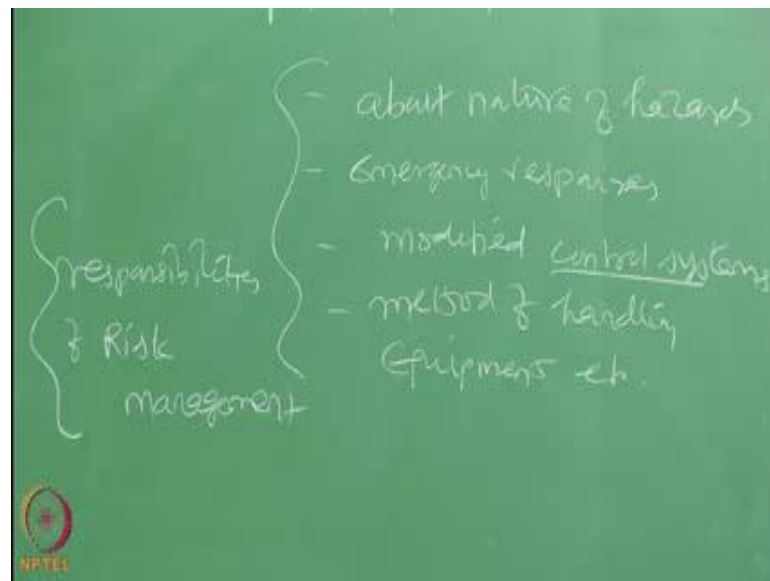 responsibilities
of Risk
management
- about nature of hazards
- Emergency responses
- modified control systems
- method of handling
Equipment etc.
NPTEL